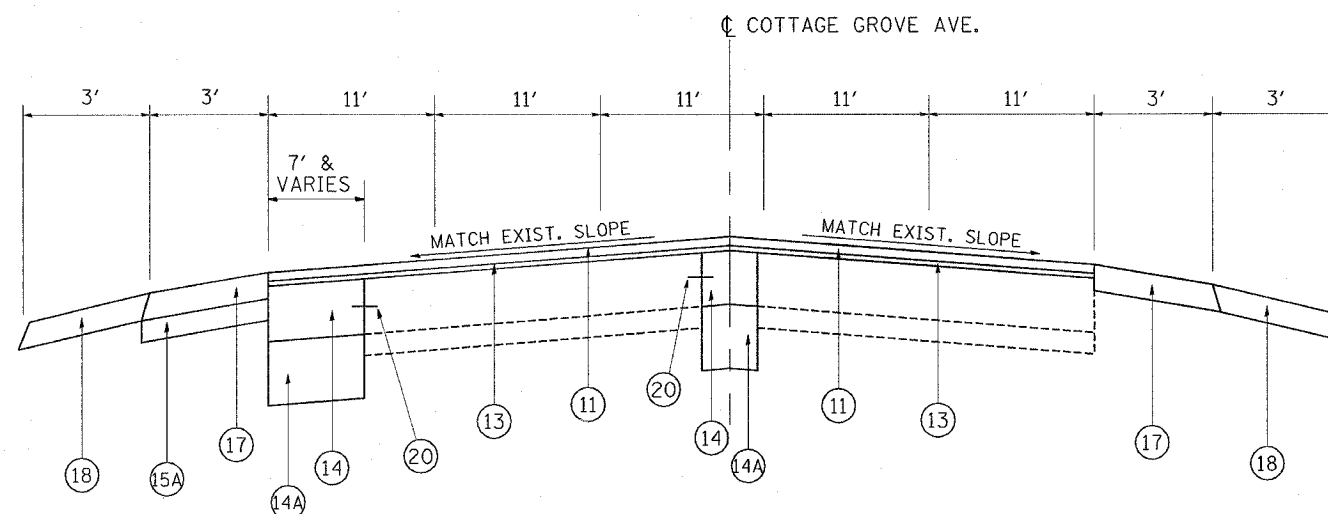 ℄ COTTAGE GROVE AVE.
3' 3' 11' 11' 11' 11' 11' 3' 3'
7' &
VARIES
MATCH EXIST. SLOPE MATCH EXIST. SLOPE
18 15A 17 14A 14 20 13 11 20 14 14A 11 13 17 18